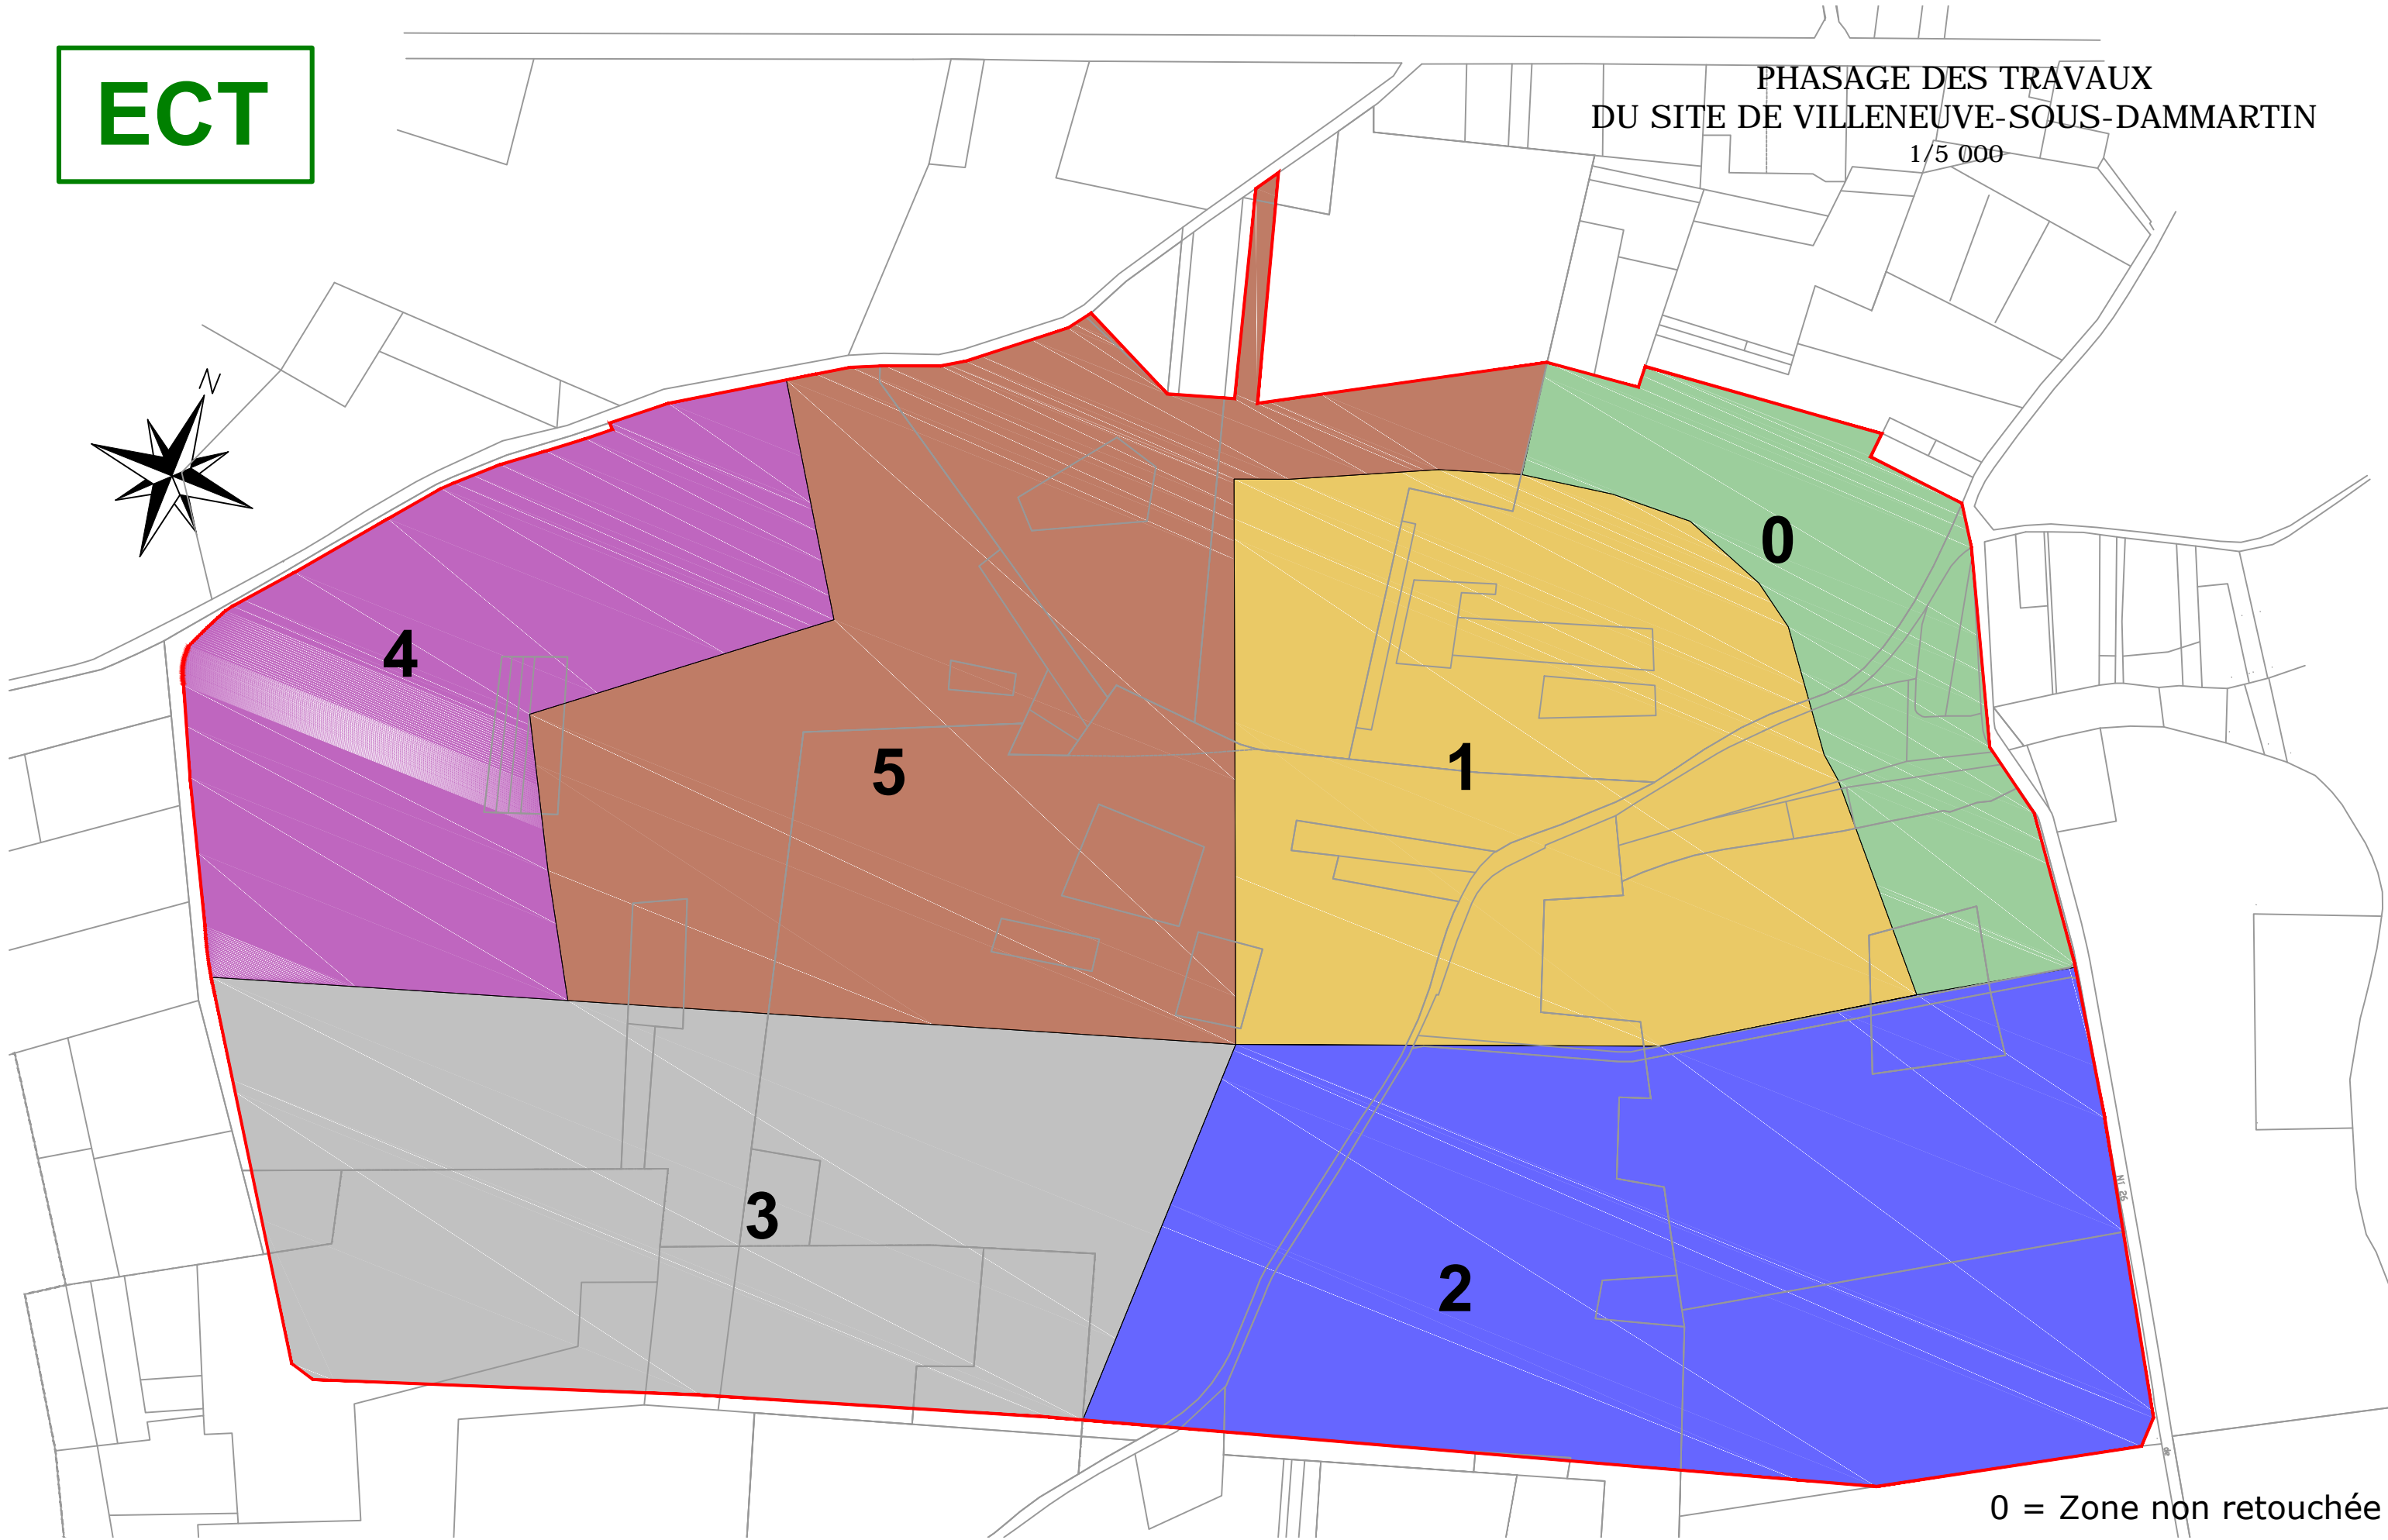 ECT
PHASAGE DES TRAVAUX
DU SITE DE VILLENEUVE-SOUS-DAMMARTIN
1/5 000
N
0
4
5
1
3
2
0 = Zone non retouchée